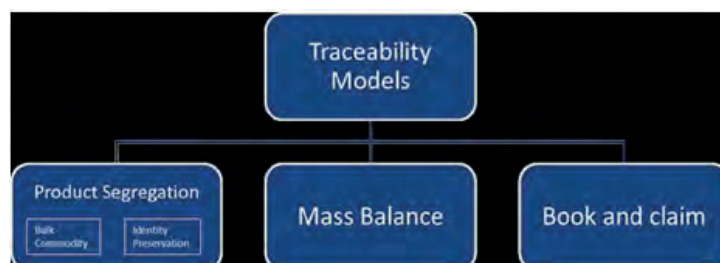 Traceability
Models
Product Segregation
Bulk
Commodity
Identity
Preservation
Mass Balance
Book and claim